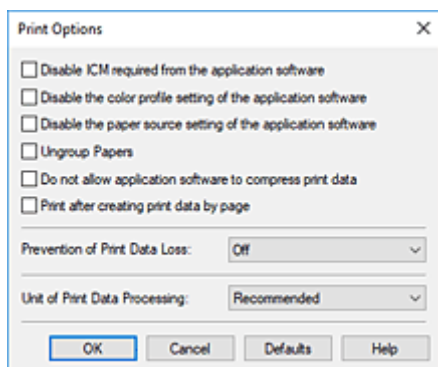 Print Options
Disable ICM required from the application software
Disable the color profile setting of the application software
Disable the paper source setting of the application software
Ungroup Papers
Do not allow application software to compress print data
Print after creating print data by page
Prevention of Print Data Loss: Off
Unit of Print Data Processing: Recommended
OK Cancel Defaults Help